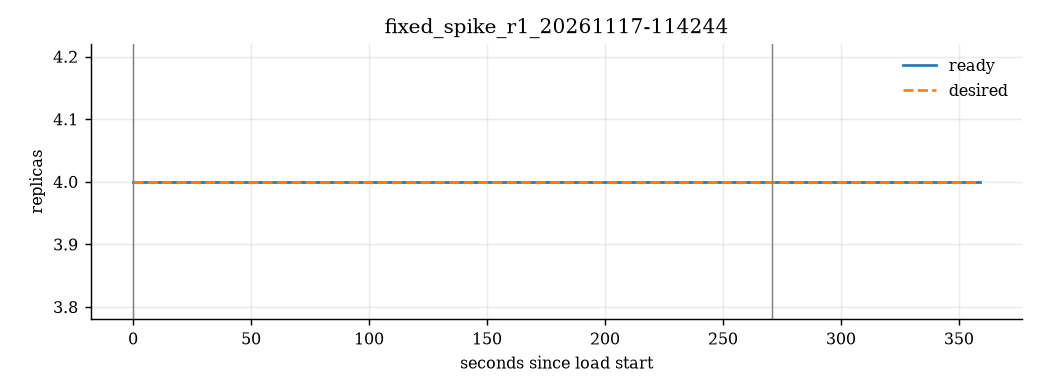 fixed_spike_r1_20261117-114244
ready
desired
replicas
4.2
4.1
4.0
3.9
3.8
0 50 100 150 200 250 300 350
seconds since load start